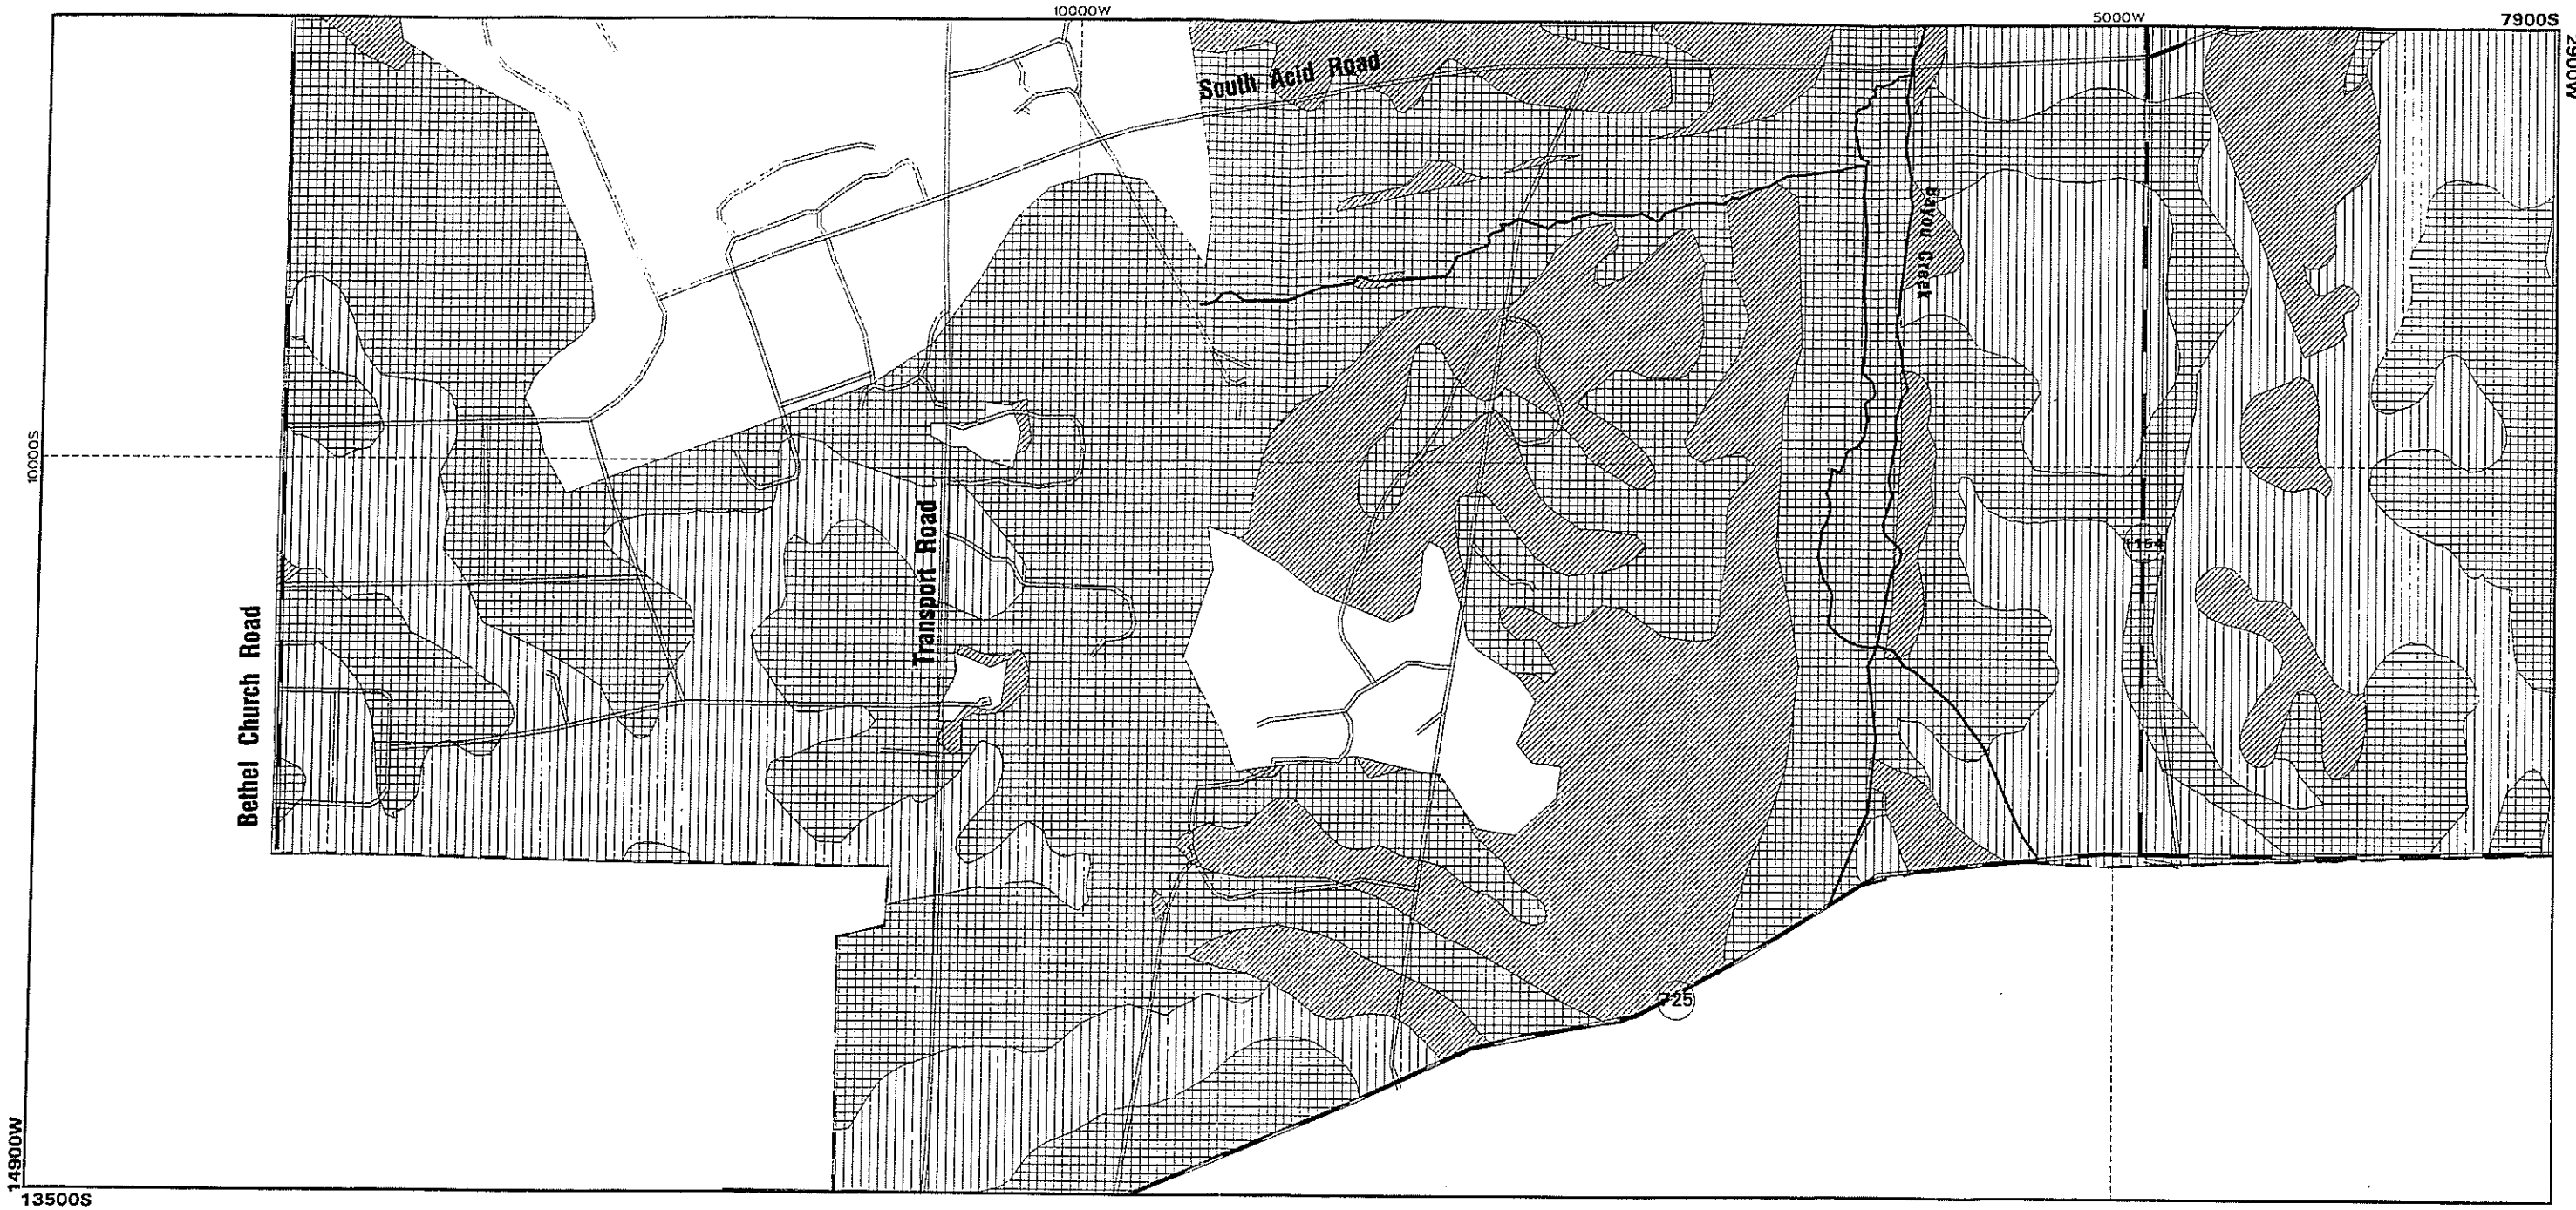 10000W
5000W
7900S
2900W
South Acid Road
Bayou Creek
10000S
Transport Road
1154
Bethel Church Road
725
14900W
13500S